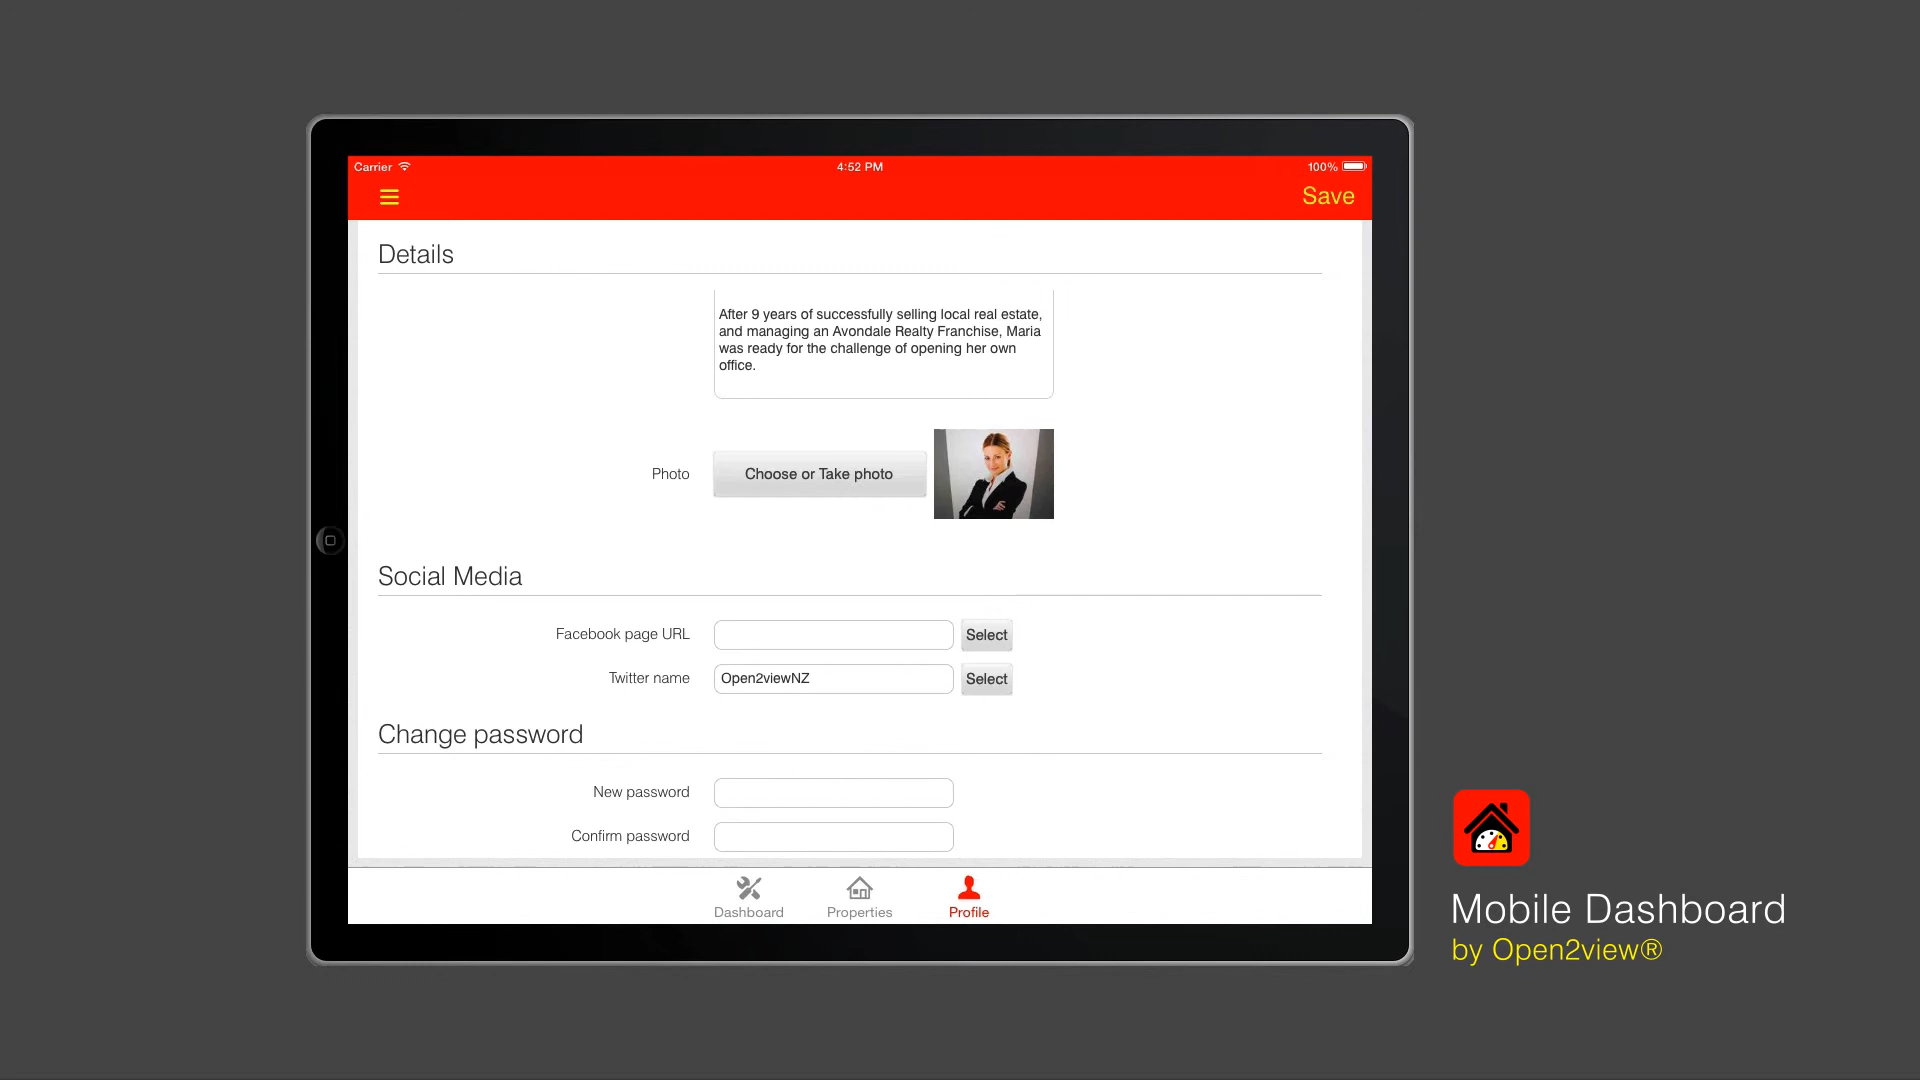 Carrier
4:52 PM
100%
Save
Details
After 9 years of successfully selling local real estate,
and managing an Avondale Realty Franchise, Maria
was ready for the challenge of opening her own
office.
Photo
Choose or Take photo
Social Media
Facebook page URL
Select
Twitter name
Open2viewNZ
Select
Change password
New password
Confirm password
Dashboard
Properties
Profile
Mobile Dashboard
by Open2view®